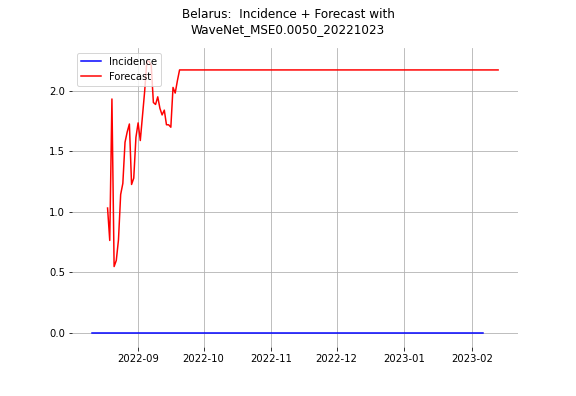 Belarus:  Incidence + Forecast with
WaveNet_MSE0.0050_20221023
Incidence
Forecast
2.0
1.5
1.0
0.5
0.0
2022-09
2022-10
2022-11
2022-12
2023-01
2023-02